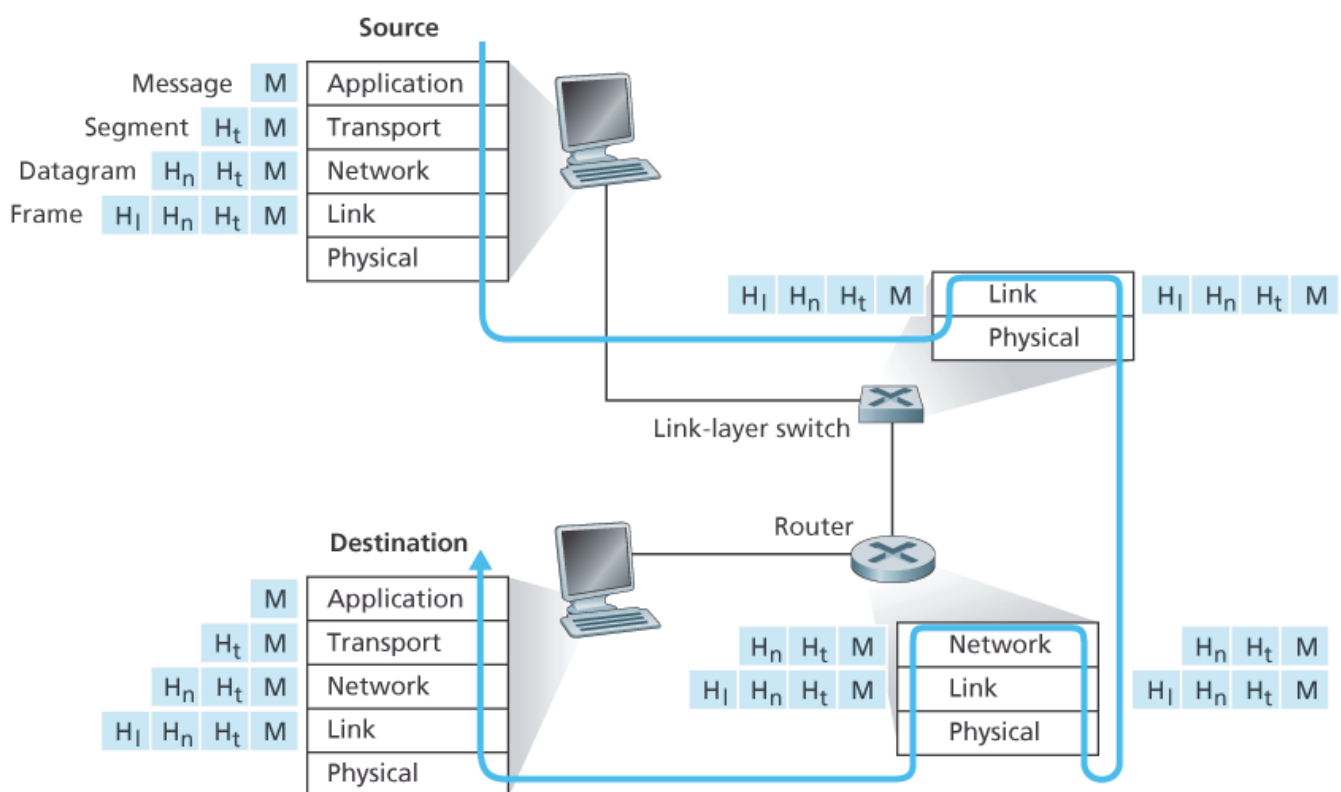 Source
Message M Application
Segment Ht M Transport
Datagram Hn Ht M Network
Frame Hl Hn Ht M Link
Physical
Hl Hn Ht M Link Hl Hn Ht M
Physical
Link-layer switch
Router
Destination
M Application
Ht M Transport
Hn Ht M Network
Hl Hn Ht M Link
Physical
Hn Ht M Network Hn Ht M
Hl Hn Ht M Link Hl Hn Ht M
Physical